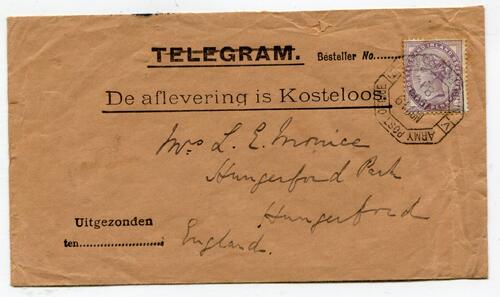 TELEGRAM.
Besteller No.........
De aflevering is Kosteloos
ARMY POST OFFICE
Mrs L. E. Monice
Hungerford Park
Hungerford
England.
Uitgezonden
ten.....................